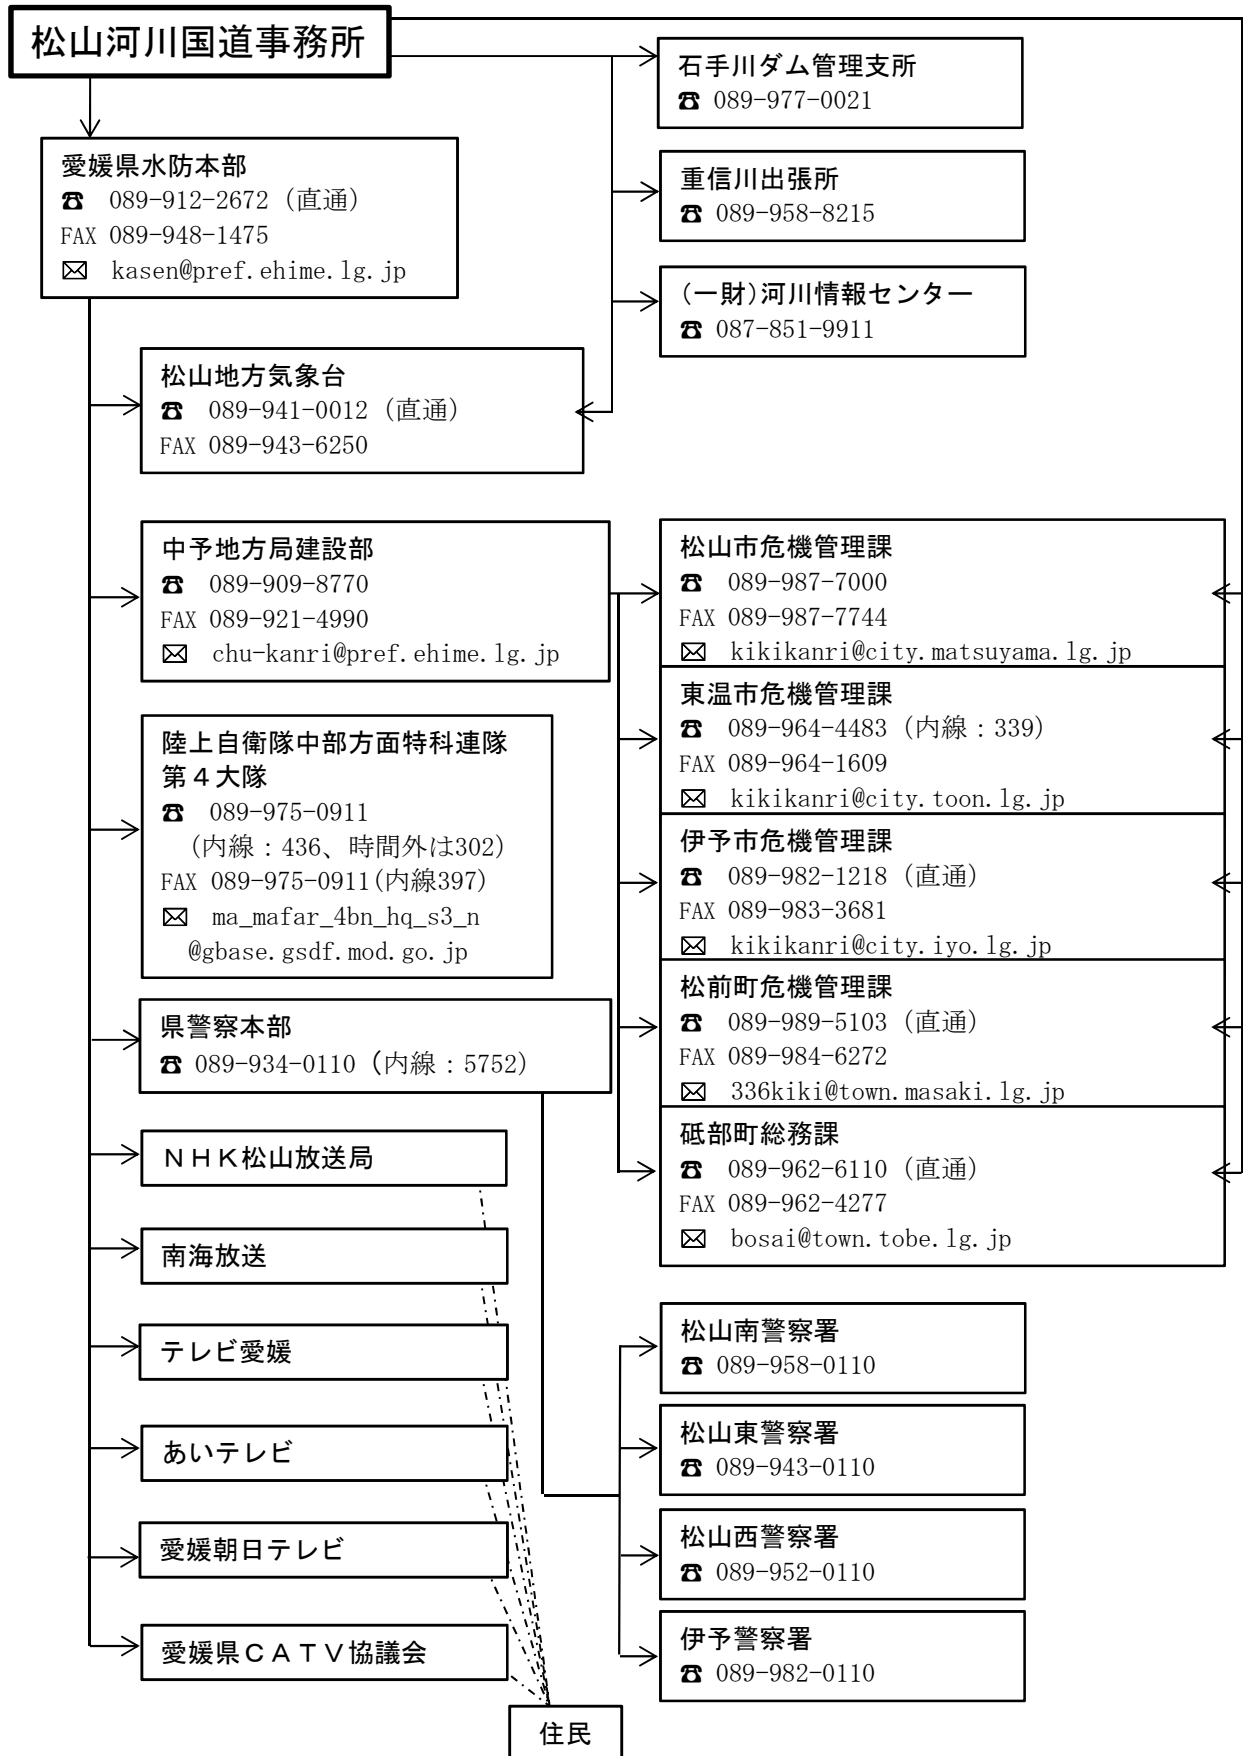 松山河川国道事務所
石手川ダム管理支所
☎ 089-977-0021
愛媛県水防本部
☎ 089-912-2672（直通）
FAX 089-948-1475
✉ kasen@pref.ehime.lg.jp
重信川出張所
☎ 089-958-8215
(一財)河川情報センター
☎ 087-851-9911
松山地方気象台
☎ 089-941-0012（直通）
FAX 089-943-6250
中予地方局建設部
☎ 089-909-8770
FAX 089-921-4990
✉ chu-kanri@pref.ehime.lg.jp
松山市危機管理課
☎ 089-987-7000
FAX 089-987-7744
✉ kikikanri@city.matsuyama.lg.jp
東温市危機管理課
☎ 089-964-4483（内線：339）
FAX 089-964-1609
✉ kikikanri@city.toon.lg.jp
伊予市危機管理課
☎ 089-982-1218（直通）
FAX 089-983-3681
✉ kikikanri@city.iyo.lg.jp
松前町危機管理課
☎ 089-989-5103（直通）
FAX 089-984-6272
✉ 336kiki@town.masaki.lg.jp
砥部町総務課
☎ 089-962-6110（直通）
FAX 089-962-4277
✉ bosai@town.tobe.lg.jp
陸上自衛隊中部方面特科連隊
第４大隊
☎ 089-975-0911
（内線：436、時間外は302）
FAX 089-975-0911(内線397)
✉ ma_mafar_4bn_hq_s3_n
@gbase.gsdf.mod.go.jp
県警察本部
☎ 089-934-0110（内線：5752）
ＮＨＫ松山放送局
南海放送
テレビ愛媛
あいテレビ
愛媛朝日テレビ
愛媛県ＣＡＴＶ協議会
松山南警察署
☎ 089-958-0110
松山東警察署
☎ 089-943-0110
松山西警察署
☎ 089-952-0110
伊予警察署
☎ 089-982-0110
住民